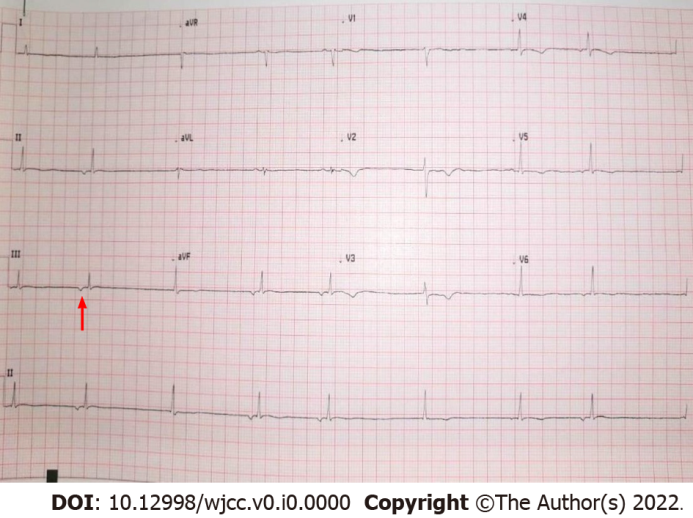 I aVR V1 V4
II aVL V2 V5
III aVF V3 V6
II
DOI: 10.12998/wjcc.v0.i0.0000 Copyright ©The Author(s) 2022.